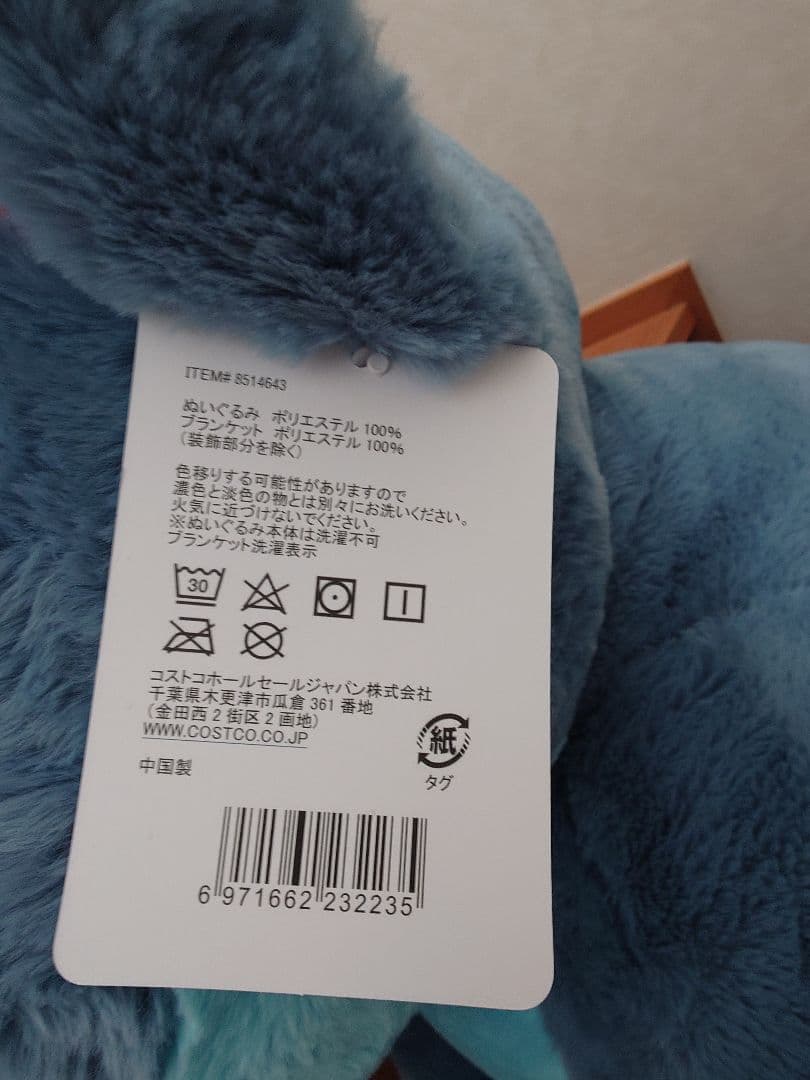 ITEM# 8514643
ぬいぐるみ ポリエステル 100%
ブランケット ポリエステル 100%
(装飾部分を除く)
色移りする可能性がありますので
濃色と淡色の物とは別々にお洗いください。
火気に近づけないでください。
※ぬいぐるみ本体は洗濯不可
ブランケット洗濯表示
30
コストコホールセールジャパン株式会社
千葉県木更津市瓜倉 361 番地
(金田西 2 街区 2 画地)
WWW.COSTCO.CO.JP
紙
タグ
中国製
6 971662 232235